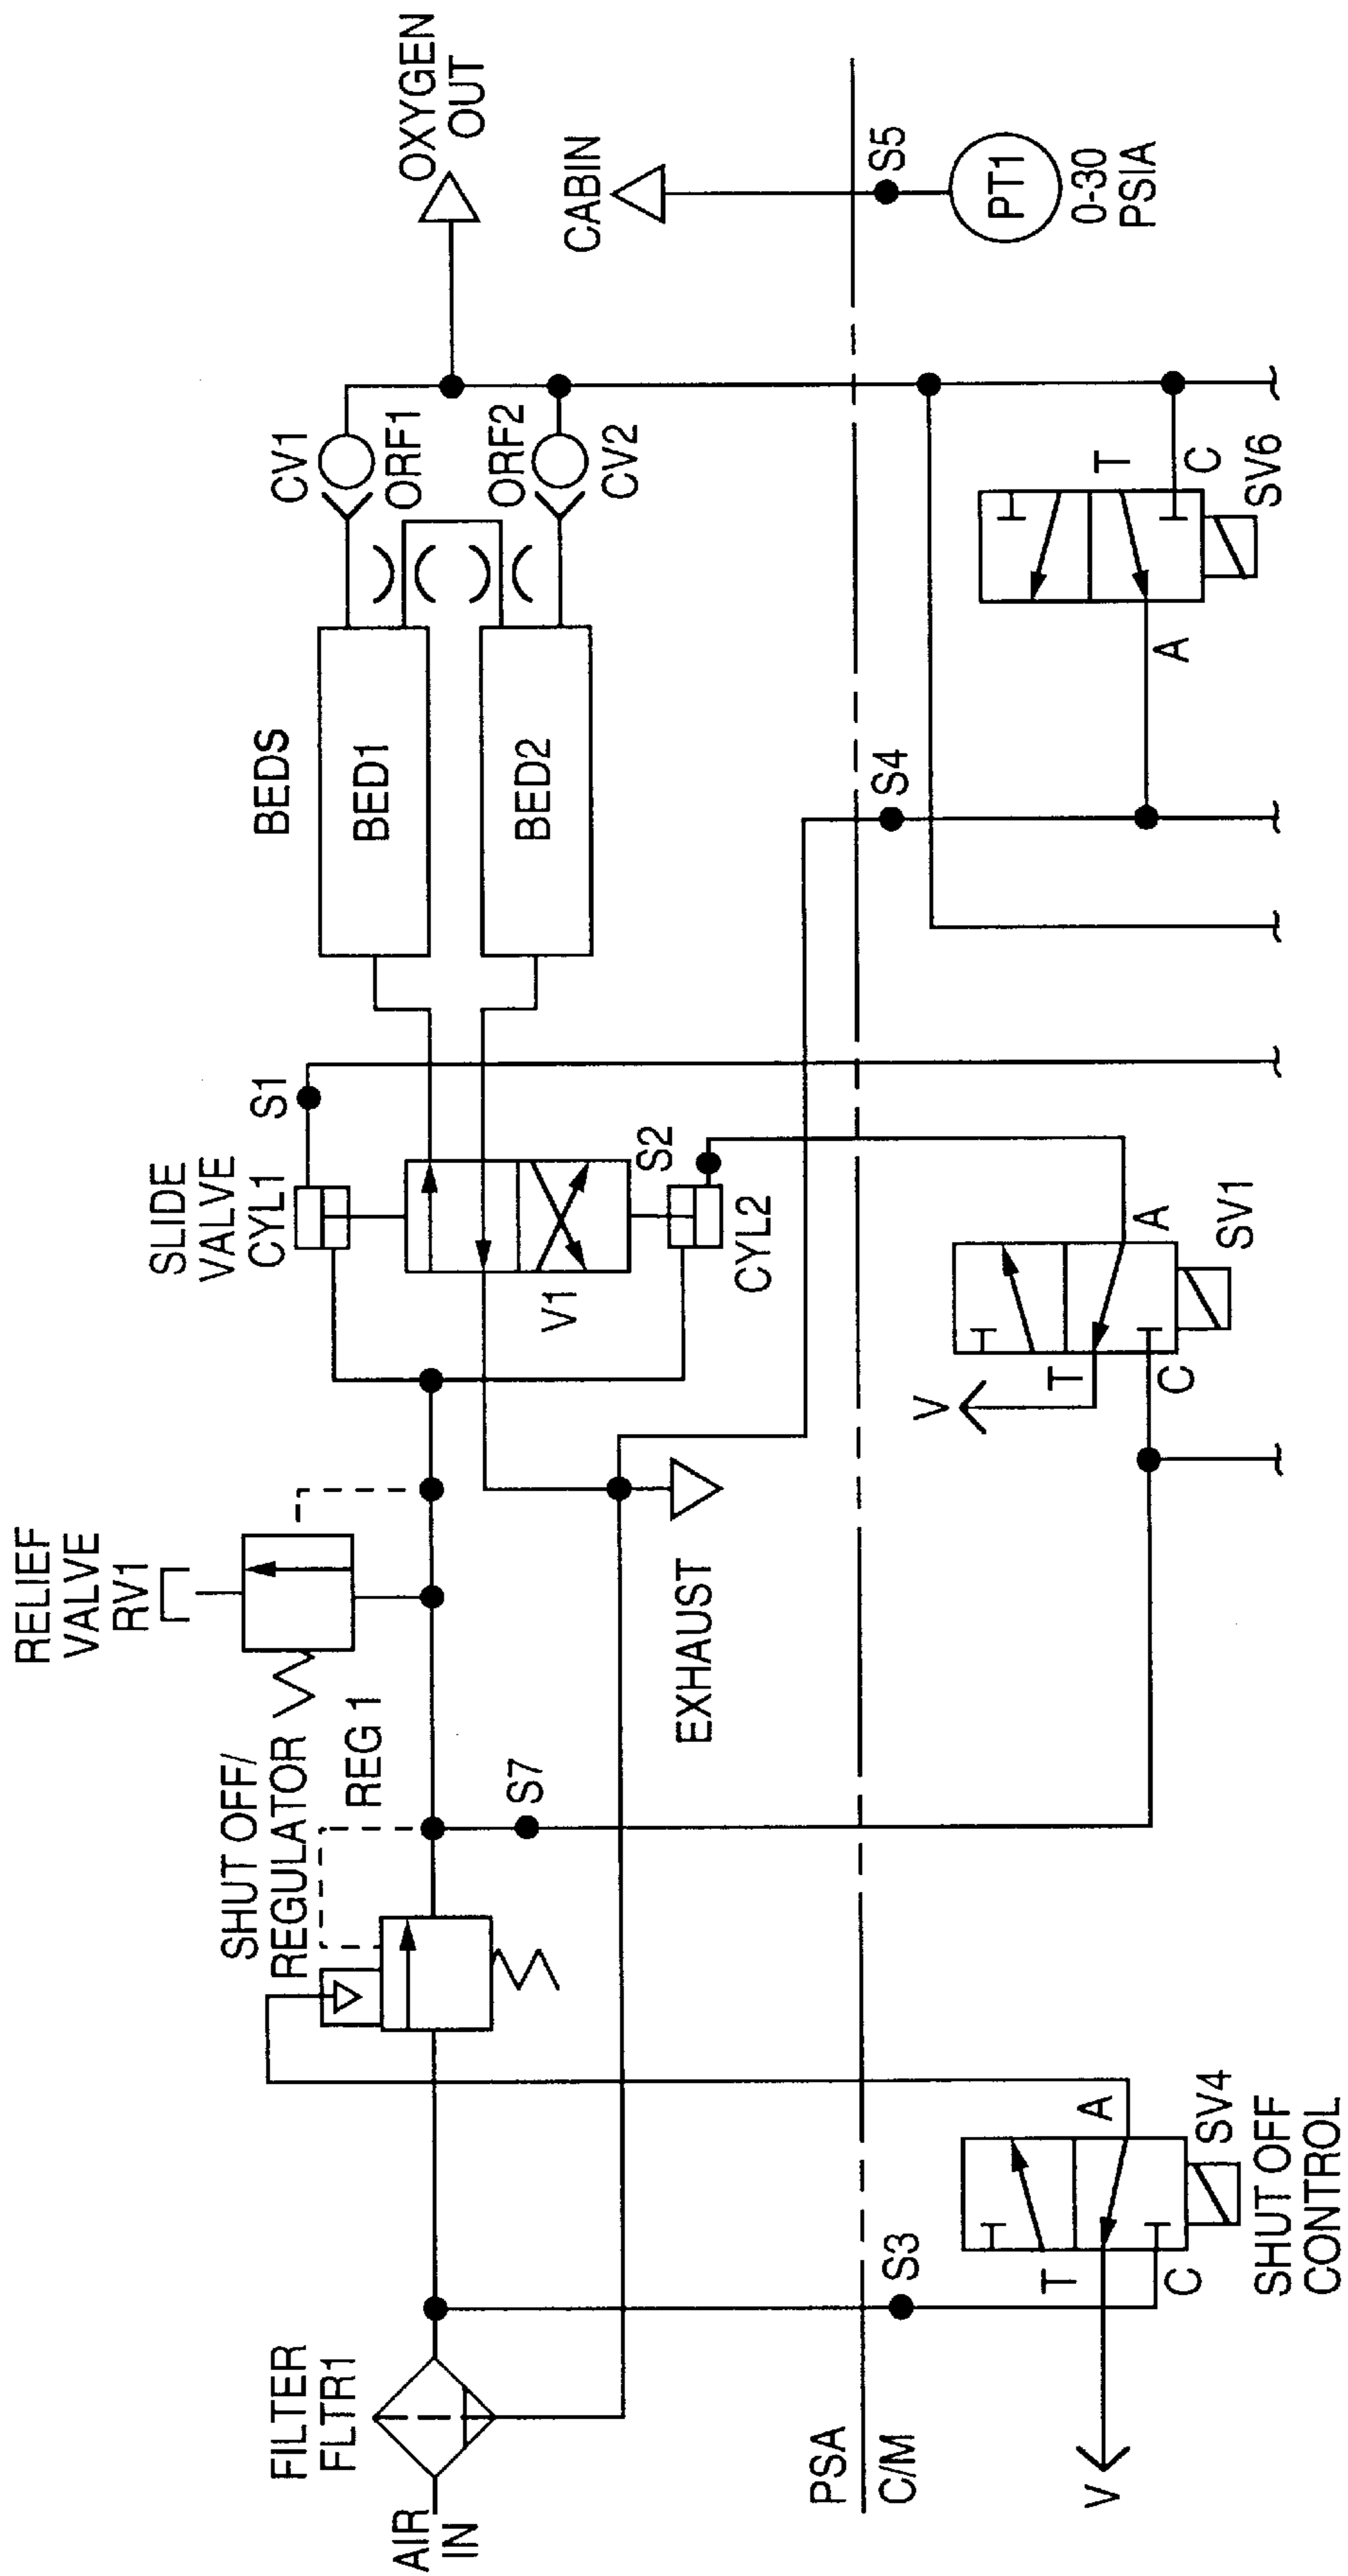 RELIEF
VALVE
RV1
SLIDE
VALVE
CYL1
S1
BEDS
BED1
BED2
CV1
ORF1
ORF2
CV2
OXYGEN
OUT
CABIN
SHUT OFF/
REGULATOR
REG 1
FILTER
FLTR1
AIR
IN
S7
V1
S2
CYL2
EXHAUST
PSA
C/M
S3
S4
S5
PT1
0-30
PSIA
V
T
C
A
SV4
SHUT OFF
CONTROL
V
T
C
A
SV1
A
T
C
SV6